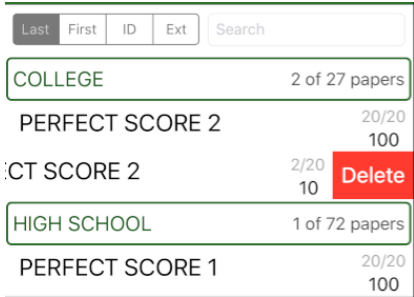 Last First ID Ext Search
COLLEGE 2 of 27 papers
PERFECT SCORE 2 20/20
100
CT SCORE 2 2/20
10 Delete
HIGH SCHOOL 1 of 72 papers
PERFECT SCORE 1 20/20
100